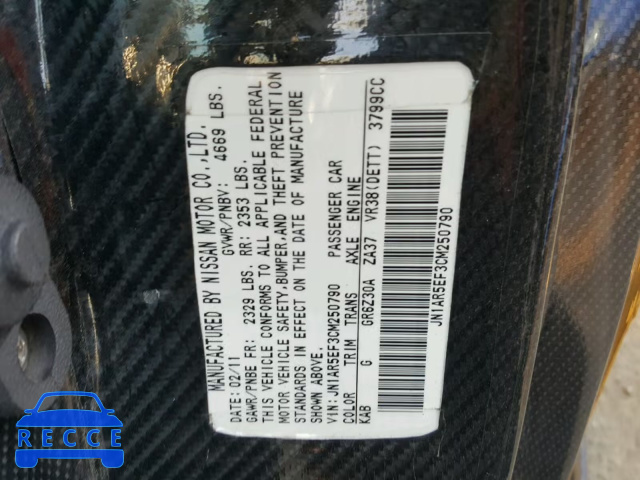 MANUFACTURED BY NISSAN MOTOR CO.,LTD.
DATE: 02/11 GVWR/PNBV: 4669 LBS.
GAWR/PNBE FR: 2329 LBS. RR: 2353 LBS.
THIS VEHICLE CONFORMS TO ALL APPLICABLE FEDERAL
MOTOR VEHICLE SAFETY,BUMPER,AND THEFT PREVENTION
STANDARDS IN EFFECT ON THE DATE OF MANUFACTURE
SHOWN ABOVE.
VIN:JN1AR5EF3CM250790 PASSENGER CAR
COLOR TRIM TRANS AXLE ENGINE
KAB G GR6Z30A ZA37 VR38(DETT) 3799CC
JN1AR5EF3CM250790
RECCE